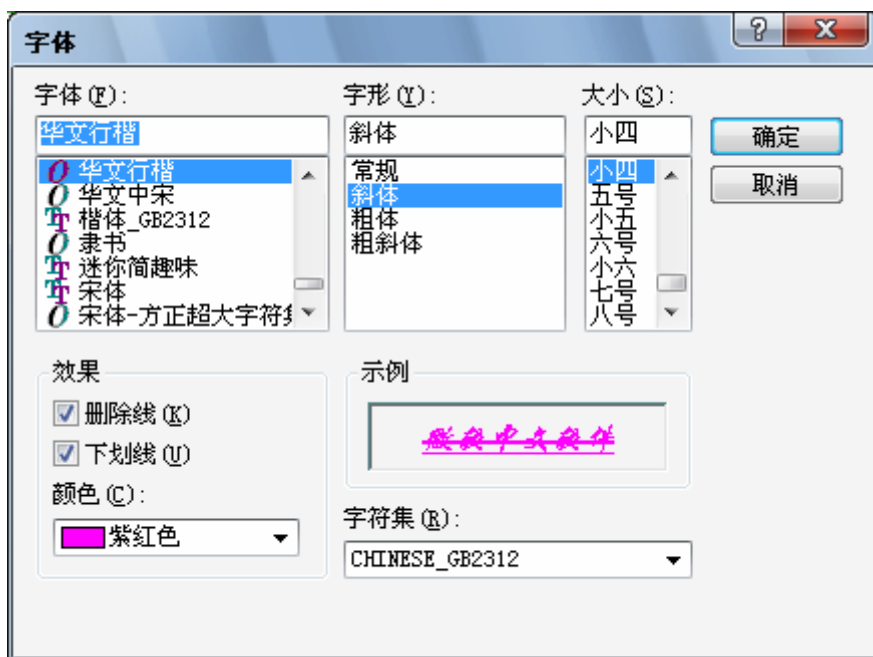 字体
字体(F):
华文行楷
华文行楷
华文中宋
楷体_GB2312
隶书
迷你简趣味
宋体
宋体-方正超大字符集
字形(Y):
斜体
常规
斜体
粗体
粗斜体
大小(S):
小四
小四
五号
小五
六号
小六
七号
八号
确定
取消
效果
删除线(K)
下划线(U)
颜色(C):
紫红色
示例
微软中文软件
字符集(R):
CHINESE_GB2312